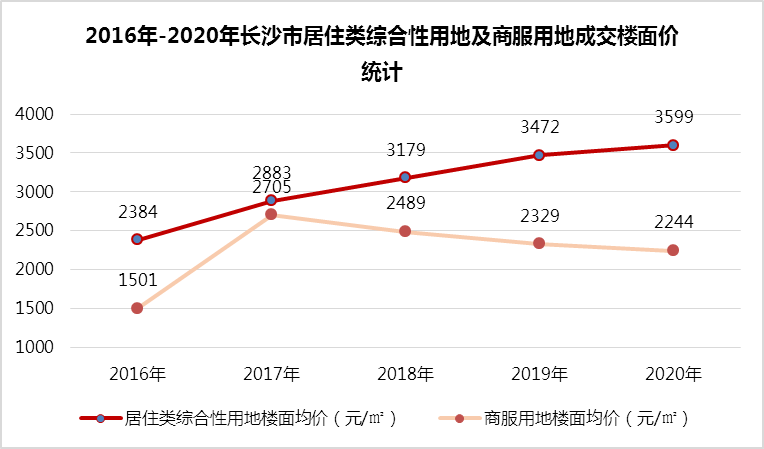 2016年-2020年长沙市居住类综合性用地及商服用地成交楼面价
统计
4000
3500
3000
2500
2000
1500
1000
2384
2883
3179
3472
3599
1501
2705
2489
2329
2244
2016年
2017年
2018年
2019年
2020年
居住类综合性用地楼面均价（元/㎡）
商服用地楼面均价（元/㎡）